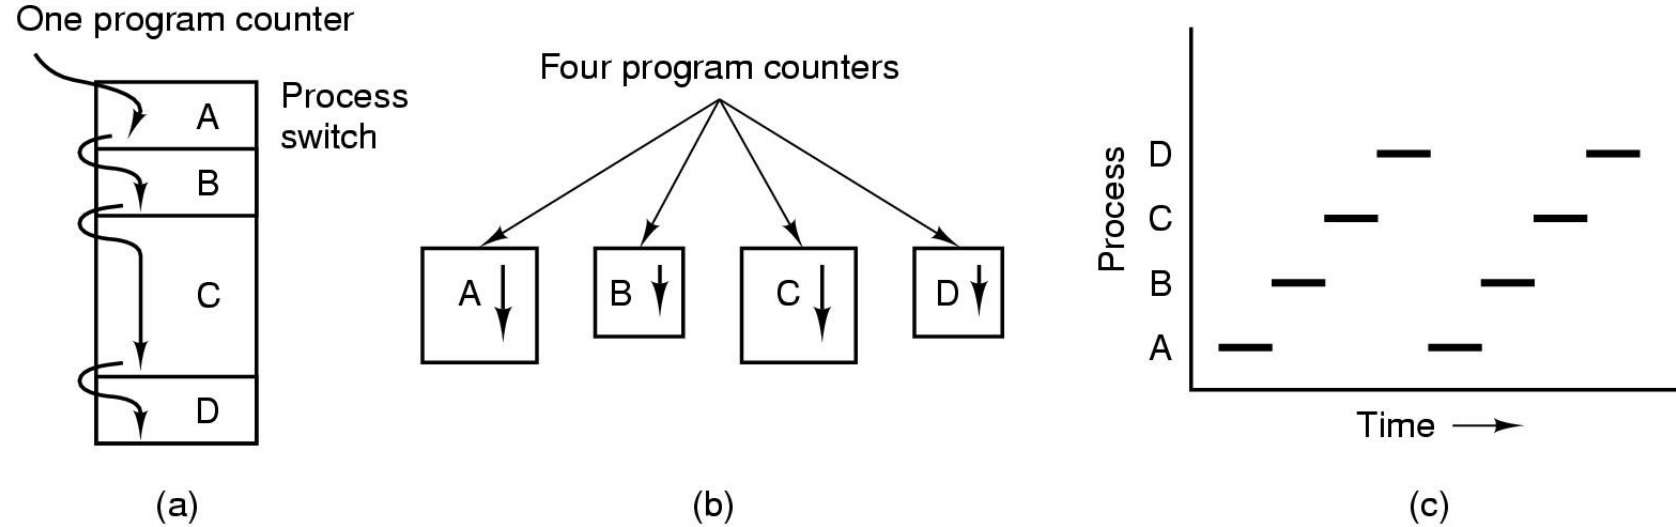 One program counter
Process
switch
A
B
C
D
(a)
Four program counters
A
B
C
D
(b)
Process
D
C
B
A
Time
(c)